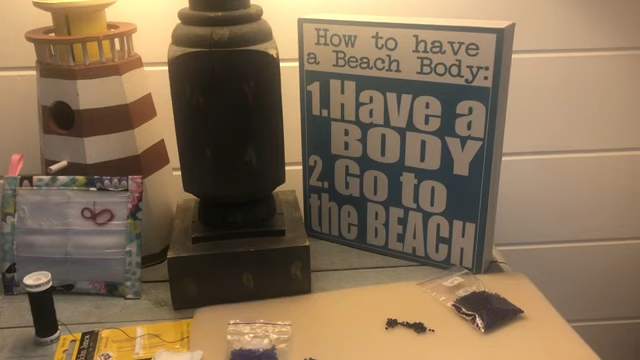 How to have
a Beach Body:
1. Have a
BODY
2. Go to
the BEACH